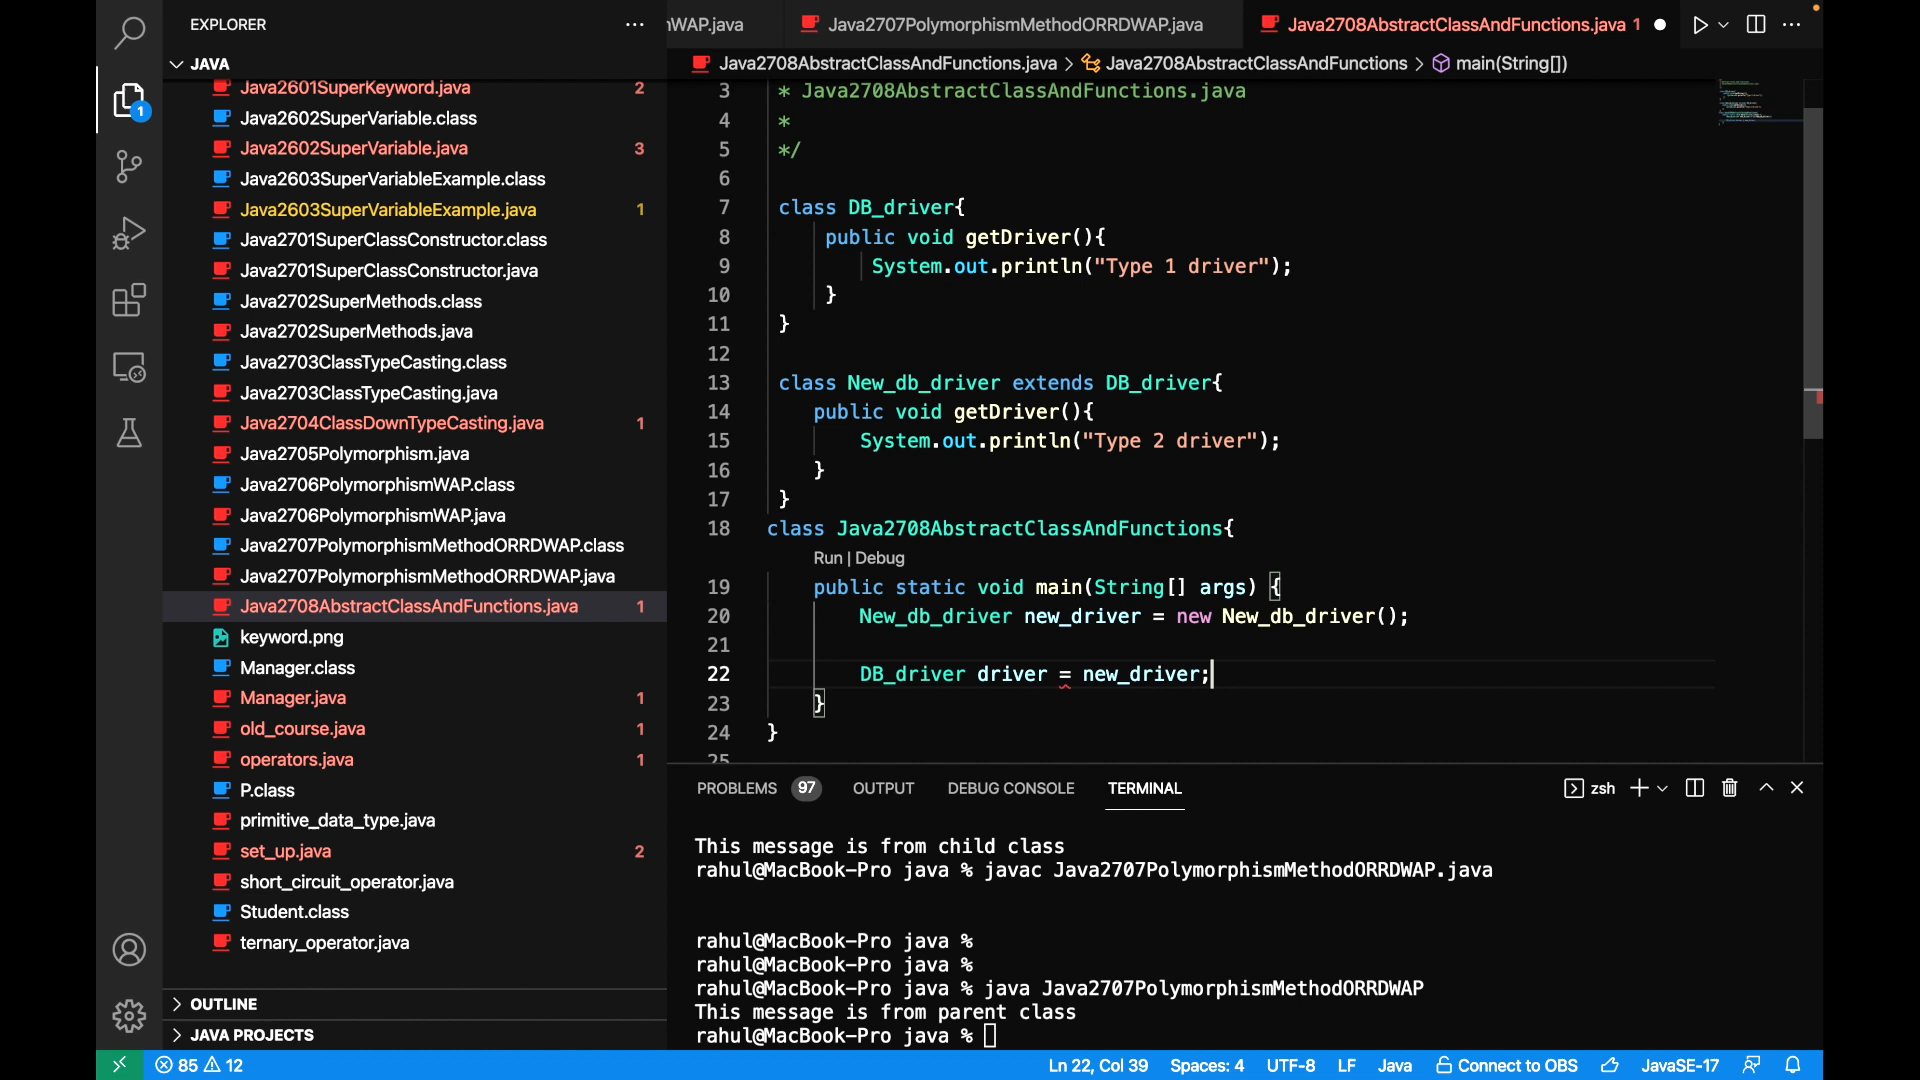 EXPLORER
JAVA
Java2601SuperKeyword.java 2
Java2602SuperVariable.class
Java2602SuperVariable.java 3
Java2603SuperVariableExample.class
Java2603SuperVariableExample.java 1
Java2701SuperClassConstructor.class
Java2701SuperClassConstructor.java
Java2702SuperMethods.class
Java2702SuperMethods.java
Java2703ClassTypeCasting.class
Java2703ClassTypeCasting.java
Java2704ClassDownTypeCasting.java 1
Java2705Polymorphism.java
Java2706PolymorphismWAP.class
Java2706PolymorphismWAP.java
Java2707PolymorphismMethodORRDWAP.class
Java2707PolymorphismMethodORRDWAP.java
Java2708AbstractClassAndFunctions.java 1
keyword.png
Manager.class
Manager.java 1
old_course.java 1
operators.java 1
P.class
primitive_data_type.java
set_up.java 2
short_circuit_operator.java
Student.class
ternary_operator.java
OUTLINE
JAVA PROJECTS
1
nWAP.java Java2707PolymorphismMethodORRDWAP.java Java2708AbstractClassAndFunctions.java 1
Java2708AbstractClassAndFunctions.java > Java2708AbstractClassAndFunctions > main(String[])
3 * Java2708AbstractClassAndFunctions.java
4 *
5 */
6
7 class DB_driver{
8 public void getDriver(){
9 System.out.println("Type 1 driver");
10 }
11 }
12
13 class New_db_driver extends DB_driver{
14 public void getDriver(){
15 System.out.println("Type 2 driver");
16 }
17 }
18 class Java2708AbstractClassAndFunctions{
Run | Debug
19 public static void main(String[] args) {
20 New_db_driver new_driver = new New_db_driver();
21
22 DB_driver driver = new_driver;
23 }
24 }
25
PROBLEMS 97 OUTPUT DEBUG CONSOLE TERMINAL zsh
This message is from child class
rahul@MacBook-Pro java % javac Java2707PolymorphismMethodORRDWAP.java
rahul@MacBook-Pro java %
rahul@MacBook-Pro java %
rahul@MacBook-Pro java % java Java2707PolymorphismMethodORRDWAP
This message is from parent class
rahul@MacBook-Pro java %
85 12 Ln 22, Col 39 Spaces: 4 UTF-8 LF Java Connect to OBS JavaSE-17